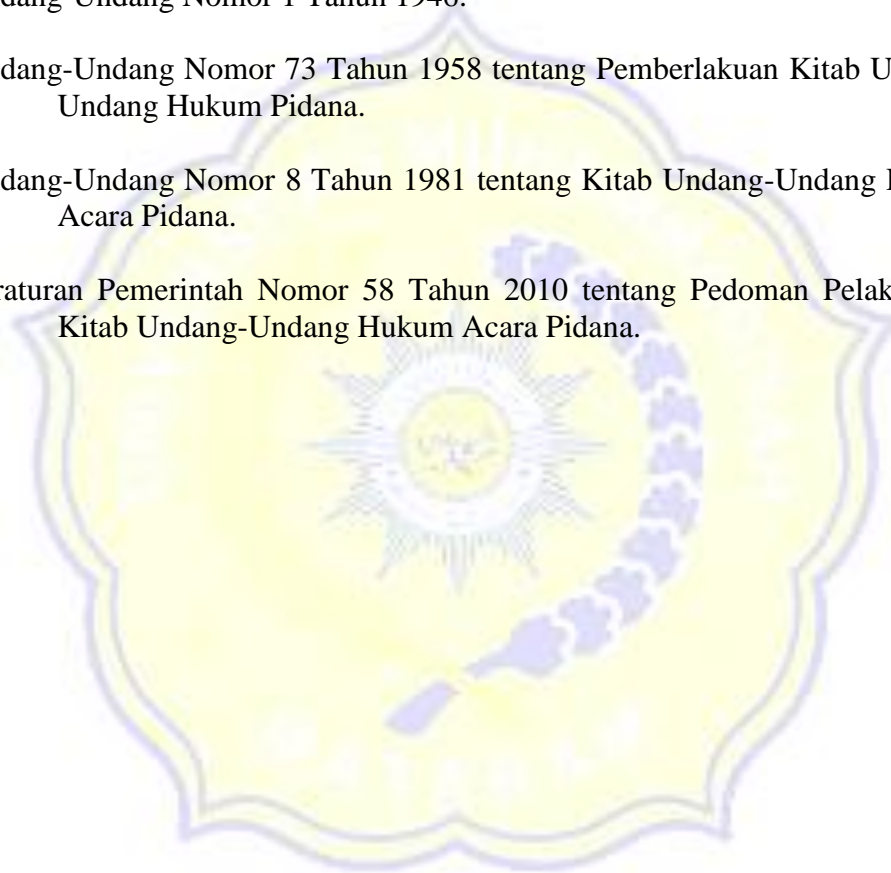 dang-Undang Nomor 1 Tahun 1946.
dang-Undang Nomor 73 Tahun 1958 tentang Pemberlakuan Kitab U
Undang Hukum Pidana.
dang-Undang Nomor 8 Tahun 1981 tentang Kitab Undang-Undang
Acara Pidana.
raturan Pemerintah Nomor 58 Tahun 2010 tentang Pedoman Pelak
Kitab Undang-Undang Hukum Acara Pidana.